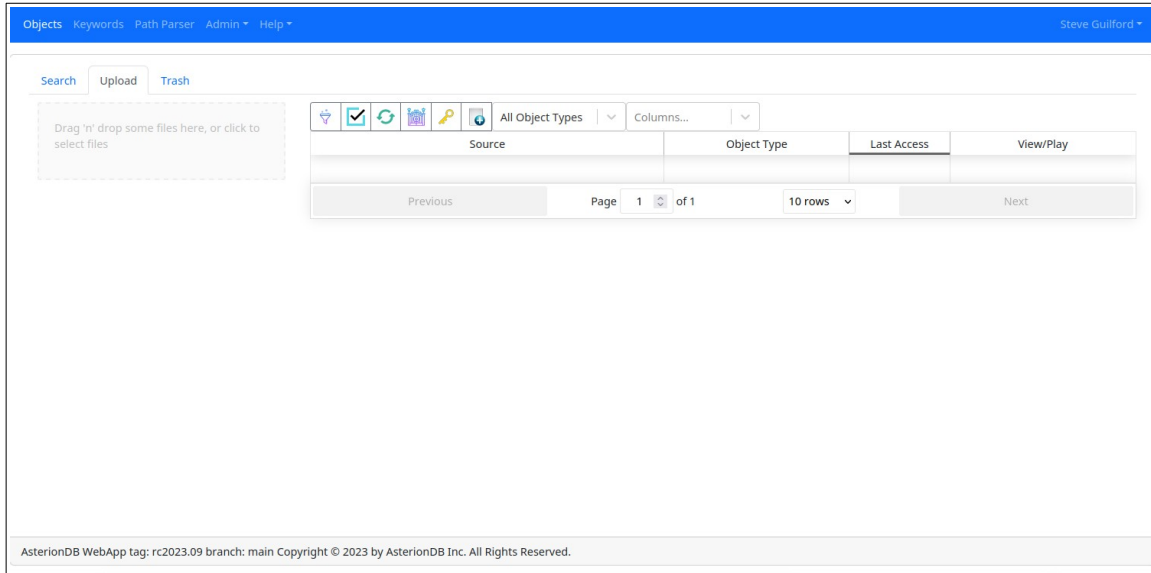 Objects Keywords Path Parser Admin Help Steve Guilford
Search Upload Trash
Drag 'n' drop some files here, or click to
select files
All Object Types Columns...
Source Object Type Last Access View/Play
Previous Page 1 of 1 10 rows Next
AsterionDB WebApp tag: rc2023.09 branch: main Copyright © 2023 by AsterionDB Inc. All Rights Reserved.